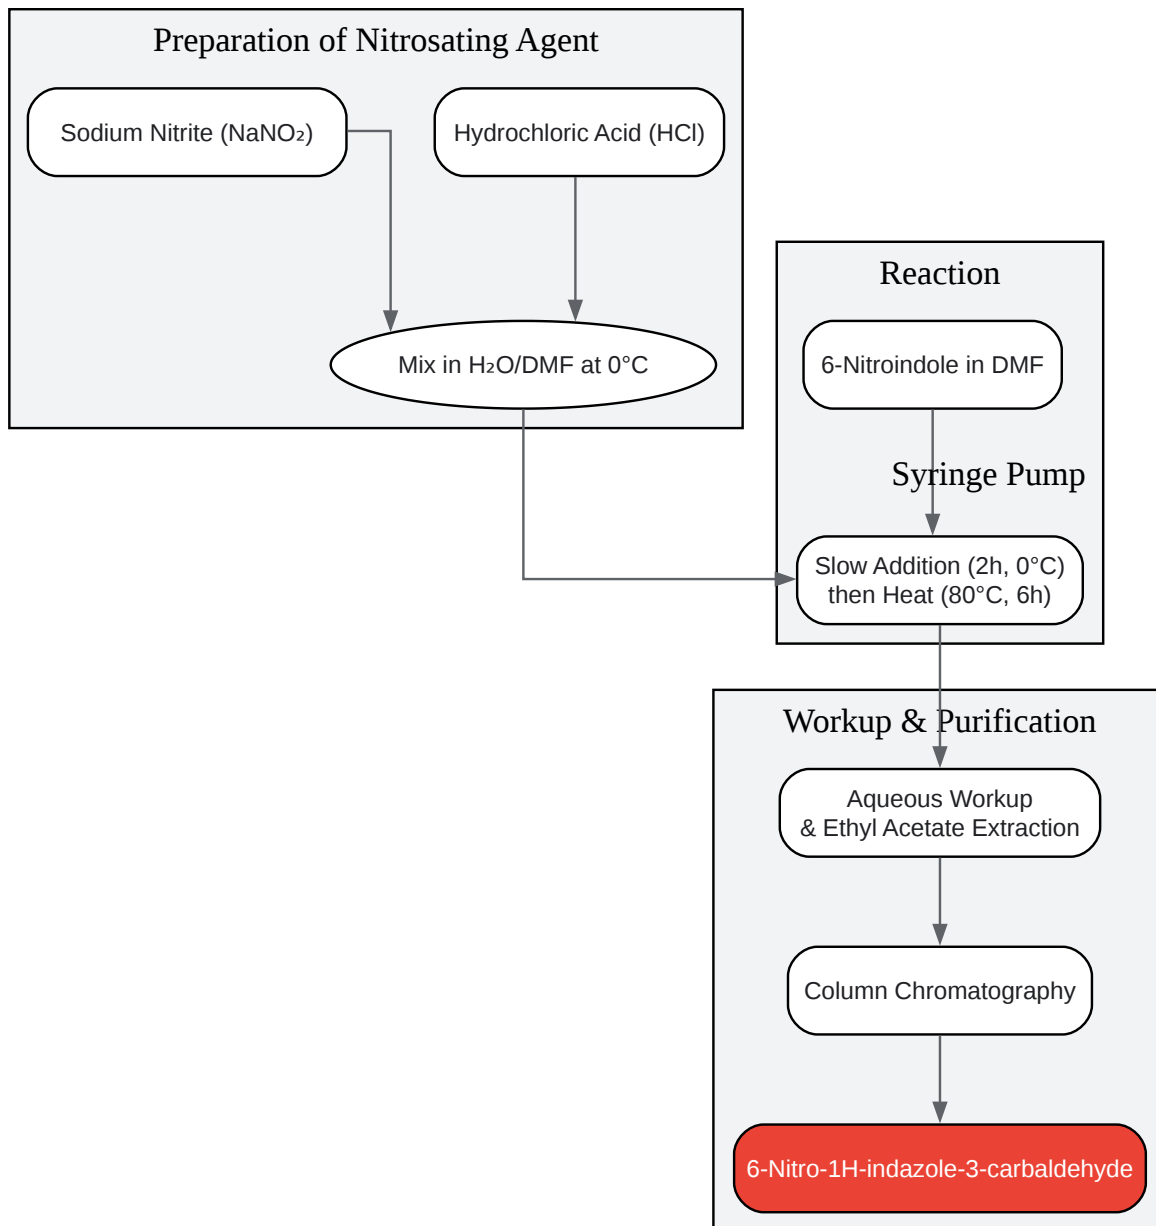 Preparation of Nitrosating Agent
Sodium Nitrite (NaNO₂)
Hydrochloric Acid (HCl)
Mix in H₂O/DMF at 0°C
Reaction
6-Nitroindole in DMF
Syringe Pump
Slow Addition (2h, 0°C)
then Heat (80°C, 6h)
Workup & Purification
Aqueous Workup
& Ethyl Acetate Extraction
Column Chromatography
6-Nitro-1H-indazole-3-carbaldehyde